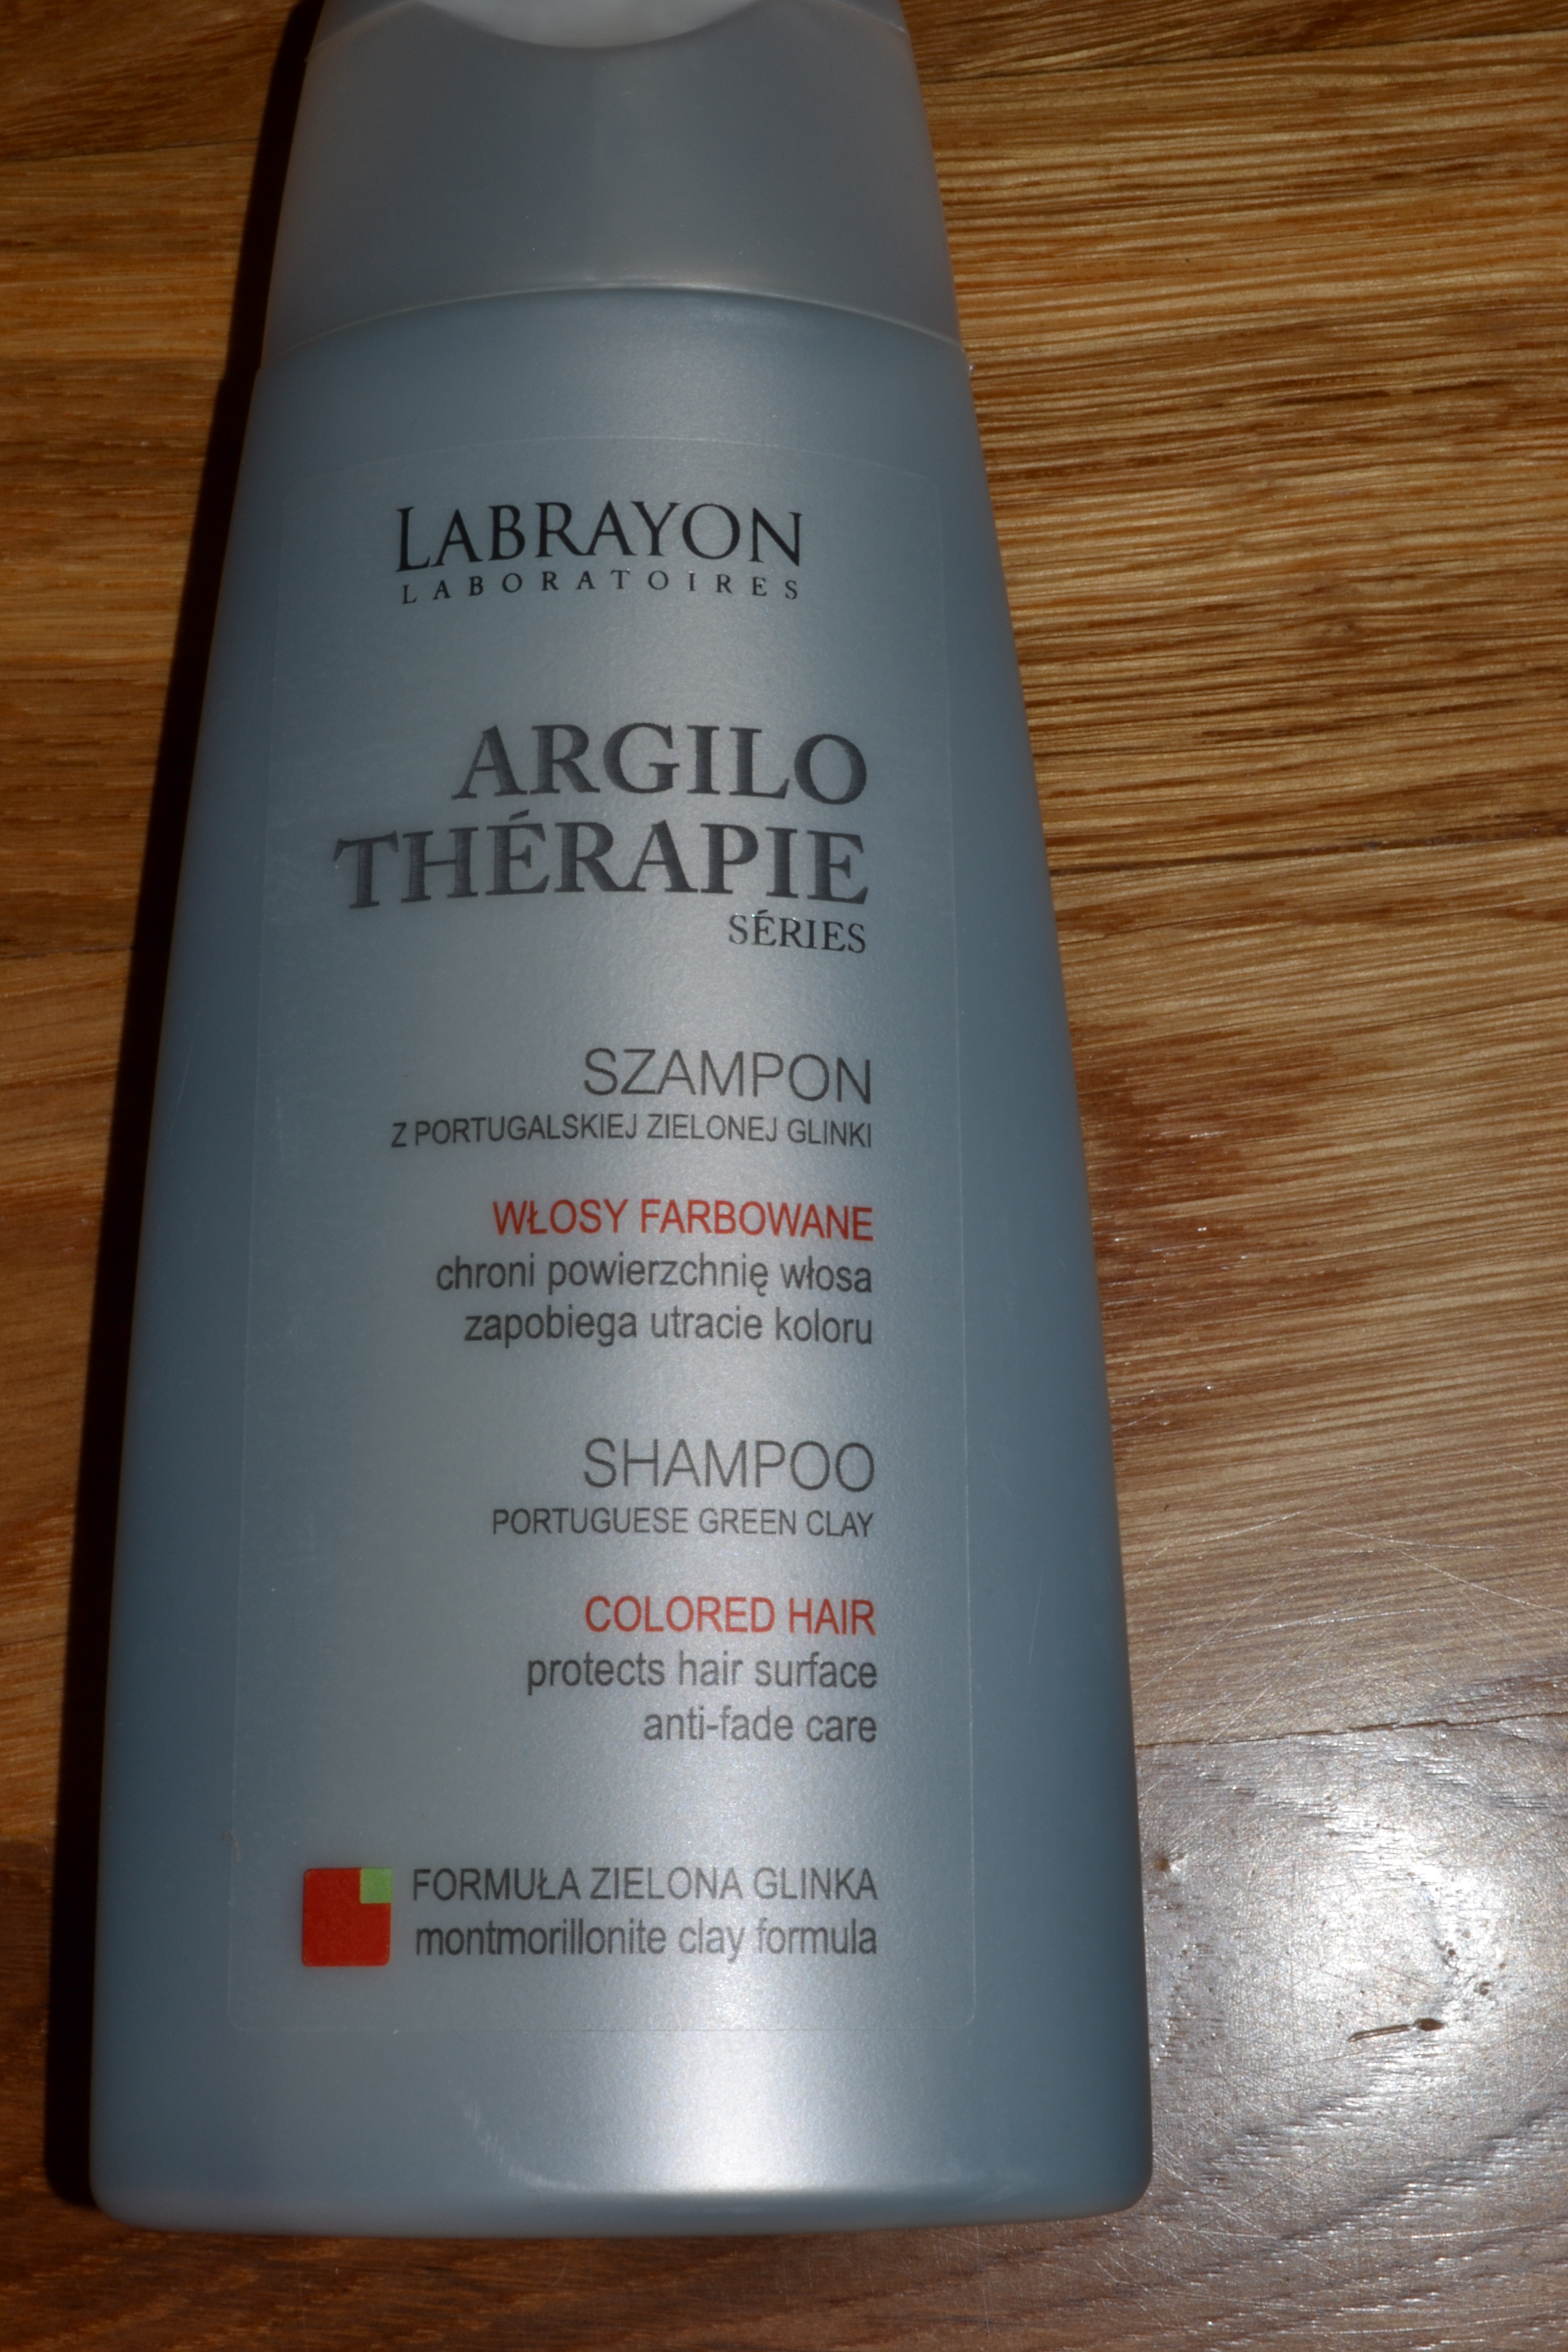 LABRAYON
LABORATOIRES
ARGILO
THÉRAPIE
SÉRIES
SZAMPON
Z PORTUGALSKIEJ ZIELONEJ GLINKI
WŁOSY FARBOWANE
chroni powierzchnię włosa
zapobiega utracie koloru
SHAMPOO
PORTUGUESE GREEN CLAY
COLORED HAIR
protects hair surface
anti-fade care
FORMUŁA ZIELONA GLINKA
montmorillonite clay formula